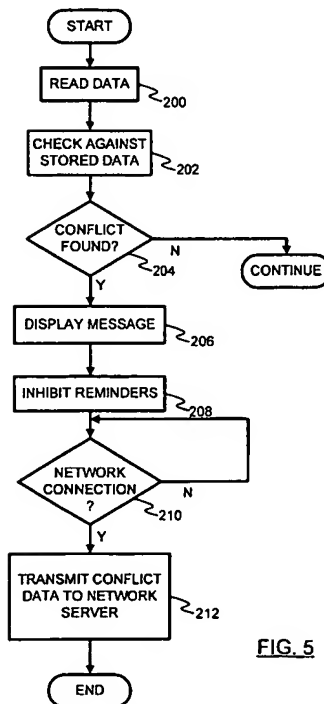 START
READ DATA
200
CHECK AGAINST
STORED DATA
202
CONFLICT
FOUND?
N
204
CONTINUE
Y
DISPLAY MESSAGE
206
INHIBIT REMINDERS
208
NETWORK
CONNECTION
?
N
210
Y
TRANSMIT CONFLICT
DATA TO NETWORK
SERVER
212
FIG. 5
END